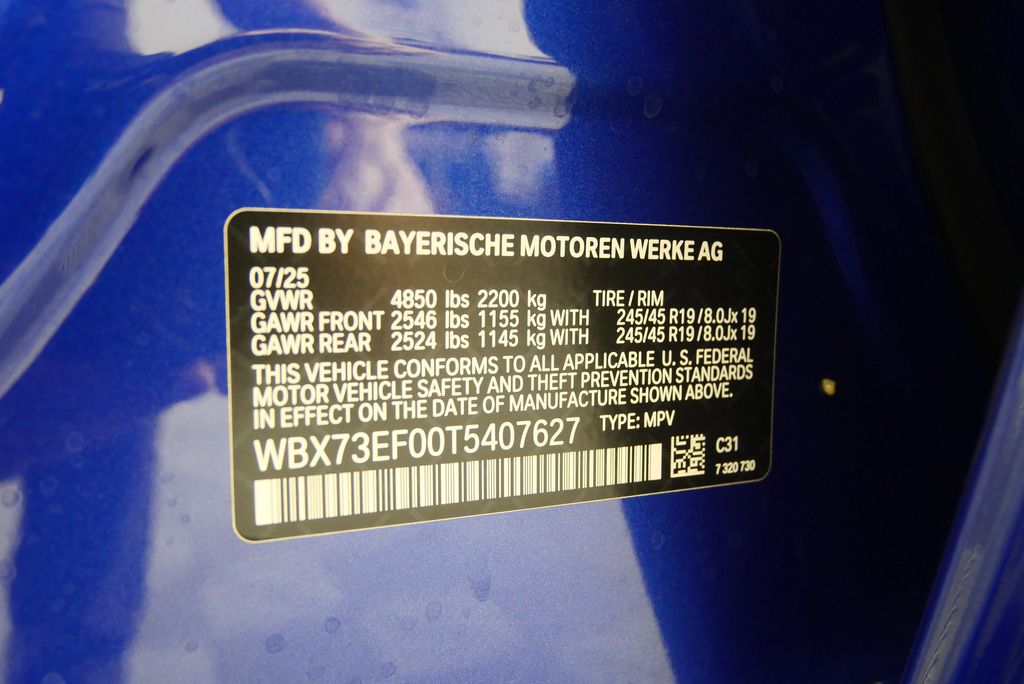 MFD BY BAYERISCHE MOTOREN WERKE AG
07/25
GVWR 4850 lbs 2200 kg TIRE / RIM
GAWR FRONT 2546 lbs 1155 kg WITH 245/45 R19 / 8.0Jx 19
GAWR REAR 2524 lbs 1145 kg WITH 245/45 R19 / 8.0Jx 19
THIS VEHICLE CONFORMS TO ALL APPLICABLE U.S. FEDERAL
MOTOR VEHICLE SAFETY AND THEFT PREVENTION STANDARDS
IN EFFECT ON THE DATE OF MANUFACTURE SHOWN ABOVE.
WBX73EF00T5407627 TYPE: MPV
C31
7 320 730